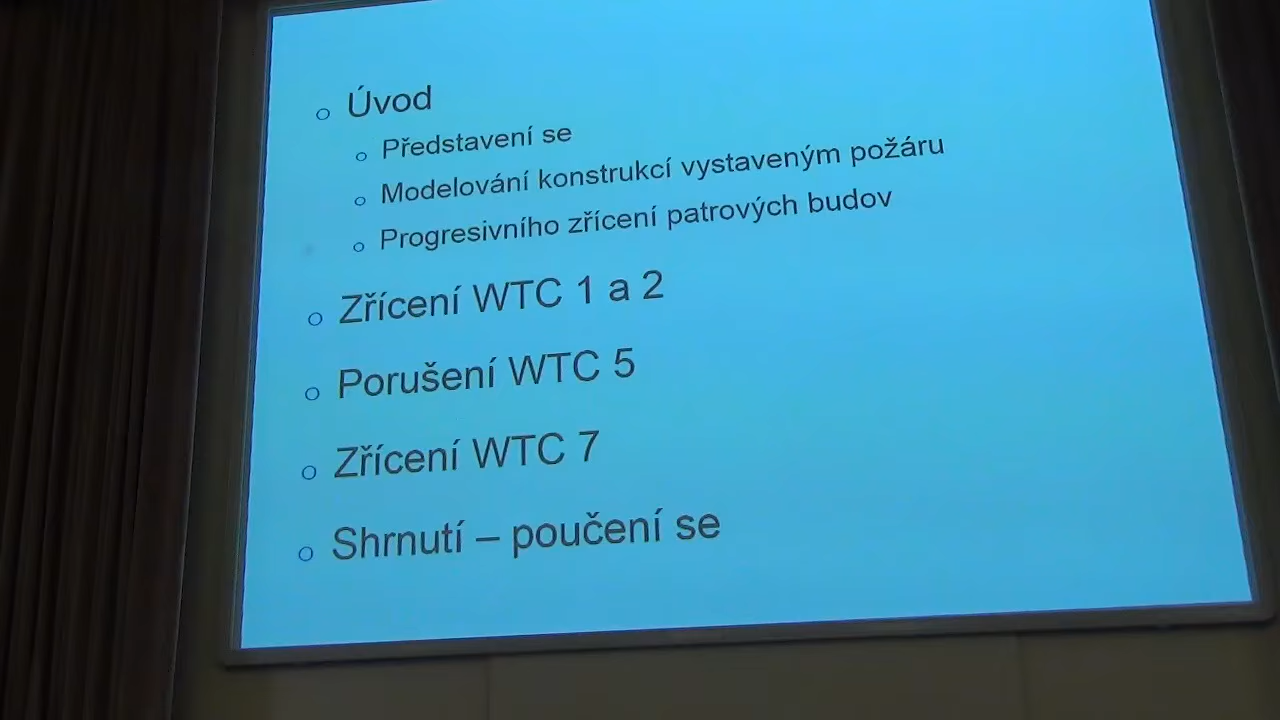 Úvod
Představení se
Modelování konstrukcí vystaveným požáru
Progresivního zřícení patrových budov
Zřícení WTC 1 a 2
Porušení WTC 5
Zřícení WTC 7
Shrnutí – poučení se